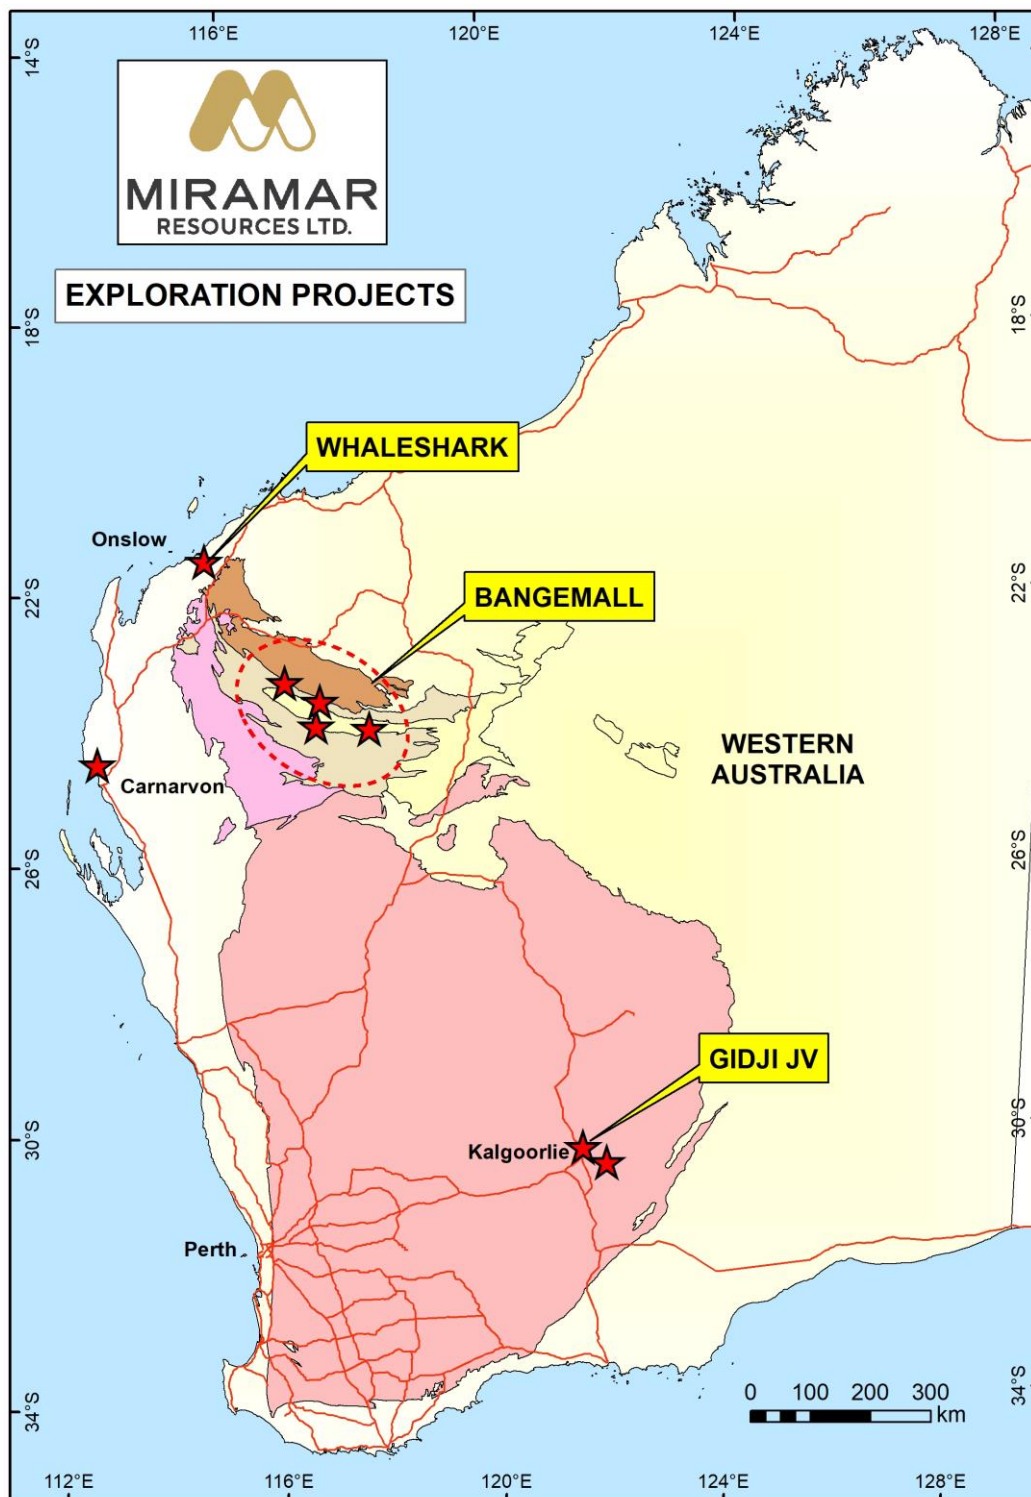 116°E
120°E
124°E
128°E
14°S
MIRAMAR
RESOURCES LTD.
EXPLORATION PROJECTS
18°S
18°S
WHALESHARK
Onslow
22°S
22°S
BANGEMALL
WESTERN
AUSTRALIA
Carnarvon
26°S
26°S
GIDJI JV
30°S
30°S
Kalgoorlie
Perth
34°S
34°S
0 100 200 300
km
112°E
116°E
120°E
124°E
128°E